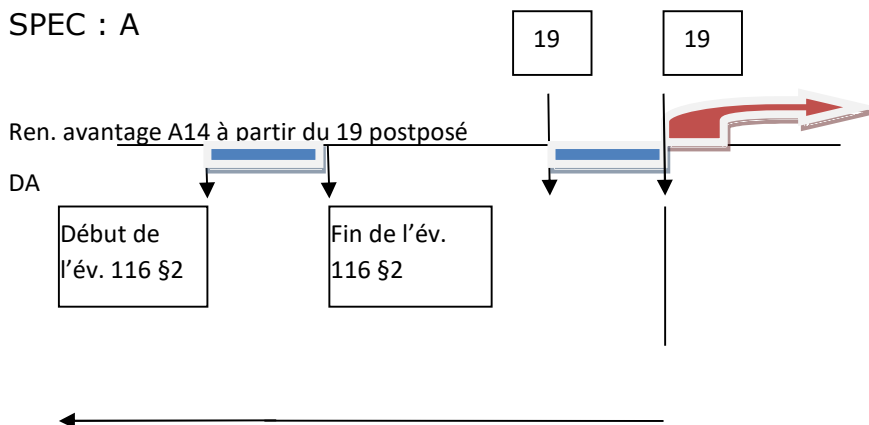 SPEC : A
19
19
Ren. avantage A14 à partir du 19 postposé
DA
Début de
l'év. 116 §2
Fin de l'év.
116 §2